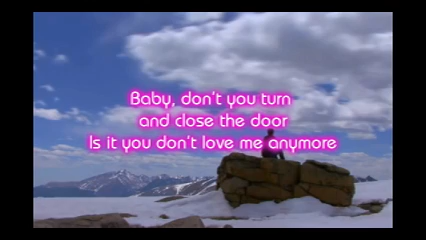 Baby, don't you turn
and close the door
Is it you don't love me anymore